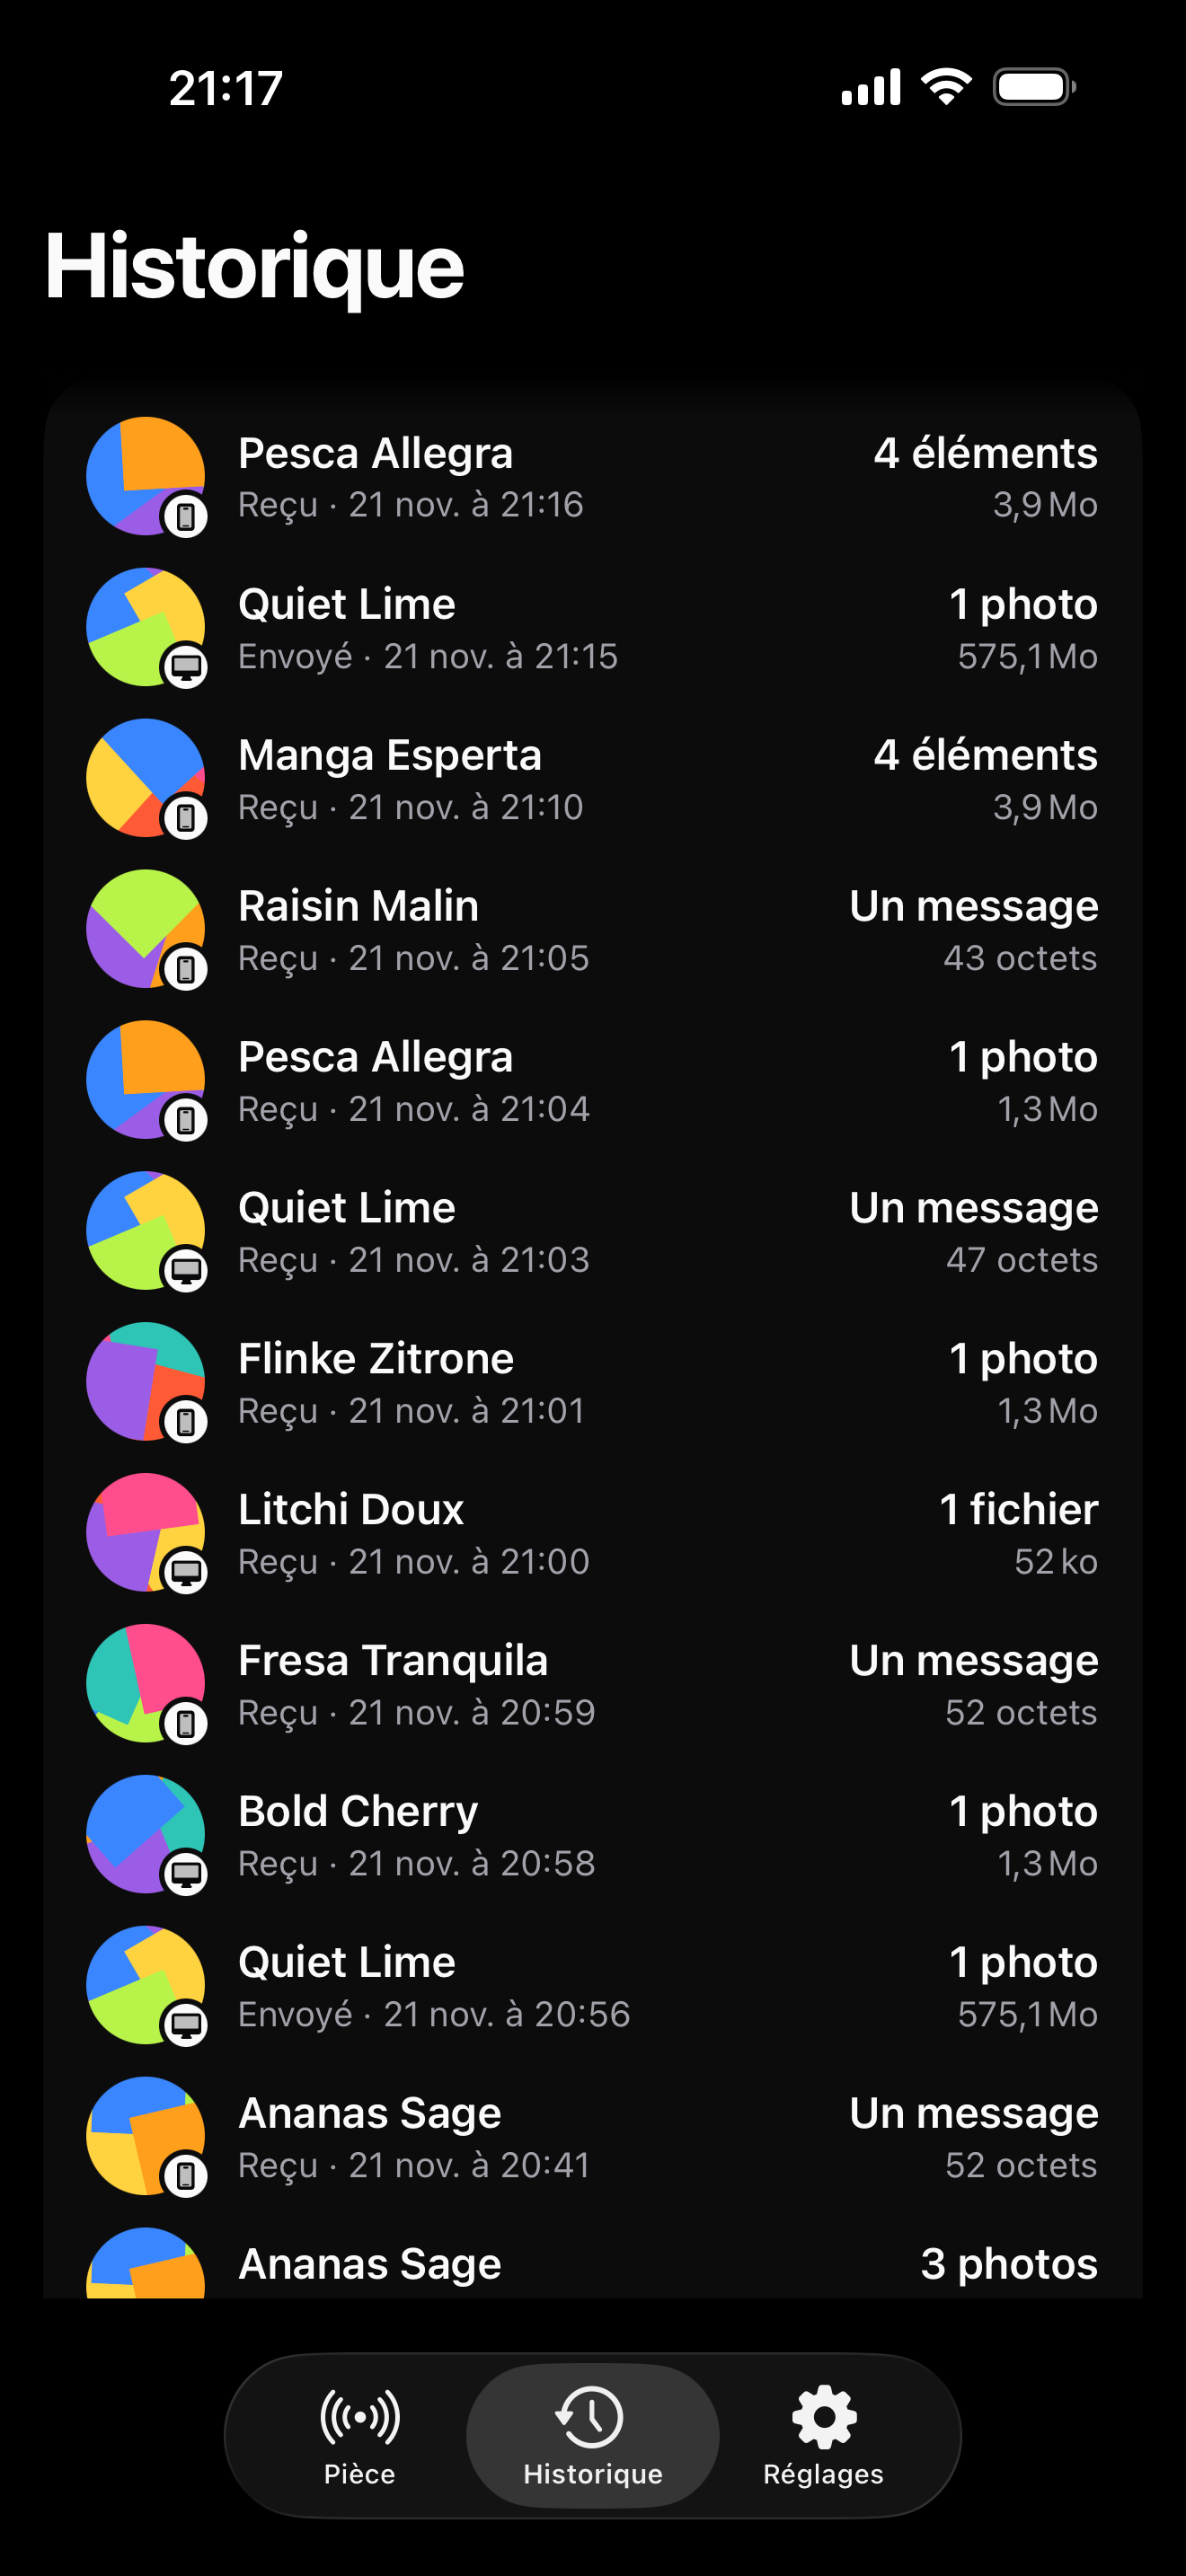 21:17
Historique
Pesca Allegra
4 éléments
Reçu · 21 nov. à 21:16
3,9 Mo
Quiet Lime
1 photo
Envoyé · 21 nov. à 21:15
575,1 Mo
Manga Esperta
4 éléments
Reçu · 21 nov. à 21:10
3,9 Mo
Raisin Malin
Un message
Reçu · 21 nov. à 21:05
43 octets
Pesca Allegra
1 photo
Reçu · 21 nov. à 21:04
1,3 Mo
Quiet Lime
Un message
Reçu · 21 nov. à 21:03
47 octets
Flinke Zitrone
1 photo
Reçu · 21 nov. à 21:01
1,3 Mo
Litchi Doux
1 fichier
Reçu · 21 nov. à 21:00
52 ko
Fresa Tranquila
Un message
Reçu · 21 nov. à 20:59
52 octets
Bold Cherry
1 photo
Reçu · 21 nov. à 20:58
1,3 Mo
Quiet Lime
1 photo
Envoyé · 21 nov. à 20:56
575,1 Mo
Ananas Sage
Un message
Reçu · 21 nov. à 20:41
52 octets
Ananas Sage
3 photos
Pièce
Historique
Réglages